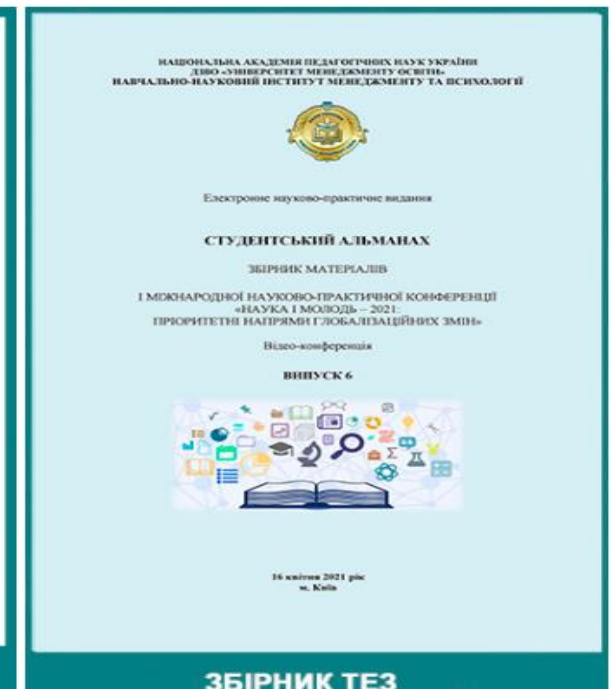 НАЦІОНАЛЬНА АКАДЕМІЯ ПЕДАГОГІЧНИХ НАУК УКРАЇНИ
ДЗВО «УНІВЕРСИТЕТ МЕНЕДЖМЕНТУ ОСВІТИ»
НАВЧАЛЬНО-НАУКОВИЙ ІНСТИТУТ МЕНЕДЖМЕНТУ ТА ПСИХОЛОГІЇ
Електронне науково-практичне видання
СТУДЕНТСЬКИЙ АЛЬМАНАХ
ЗБІРНИК МАТЕРІАЛІВ
І МІЖНАРОДНОЇ НАУКОВО-ПРАКТИЧНОЇ КОНФЕРЕНЦІЇ
«НАУКА І МОЛОДЬ – 2021:
ПРІОРИТЕТНІ НАПРЯМИ ГЛОБАЛІЗАЦІЙНИХ ЗМІН»
Відео-конференція
ВИПУСК 6
16 квітня 2021 рік
м. Київ
ЗБІРНИК ТЕЗ